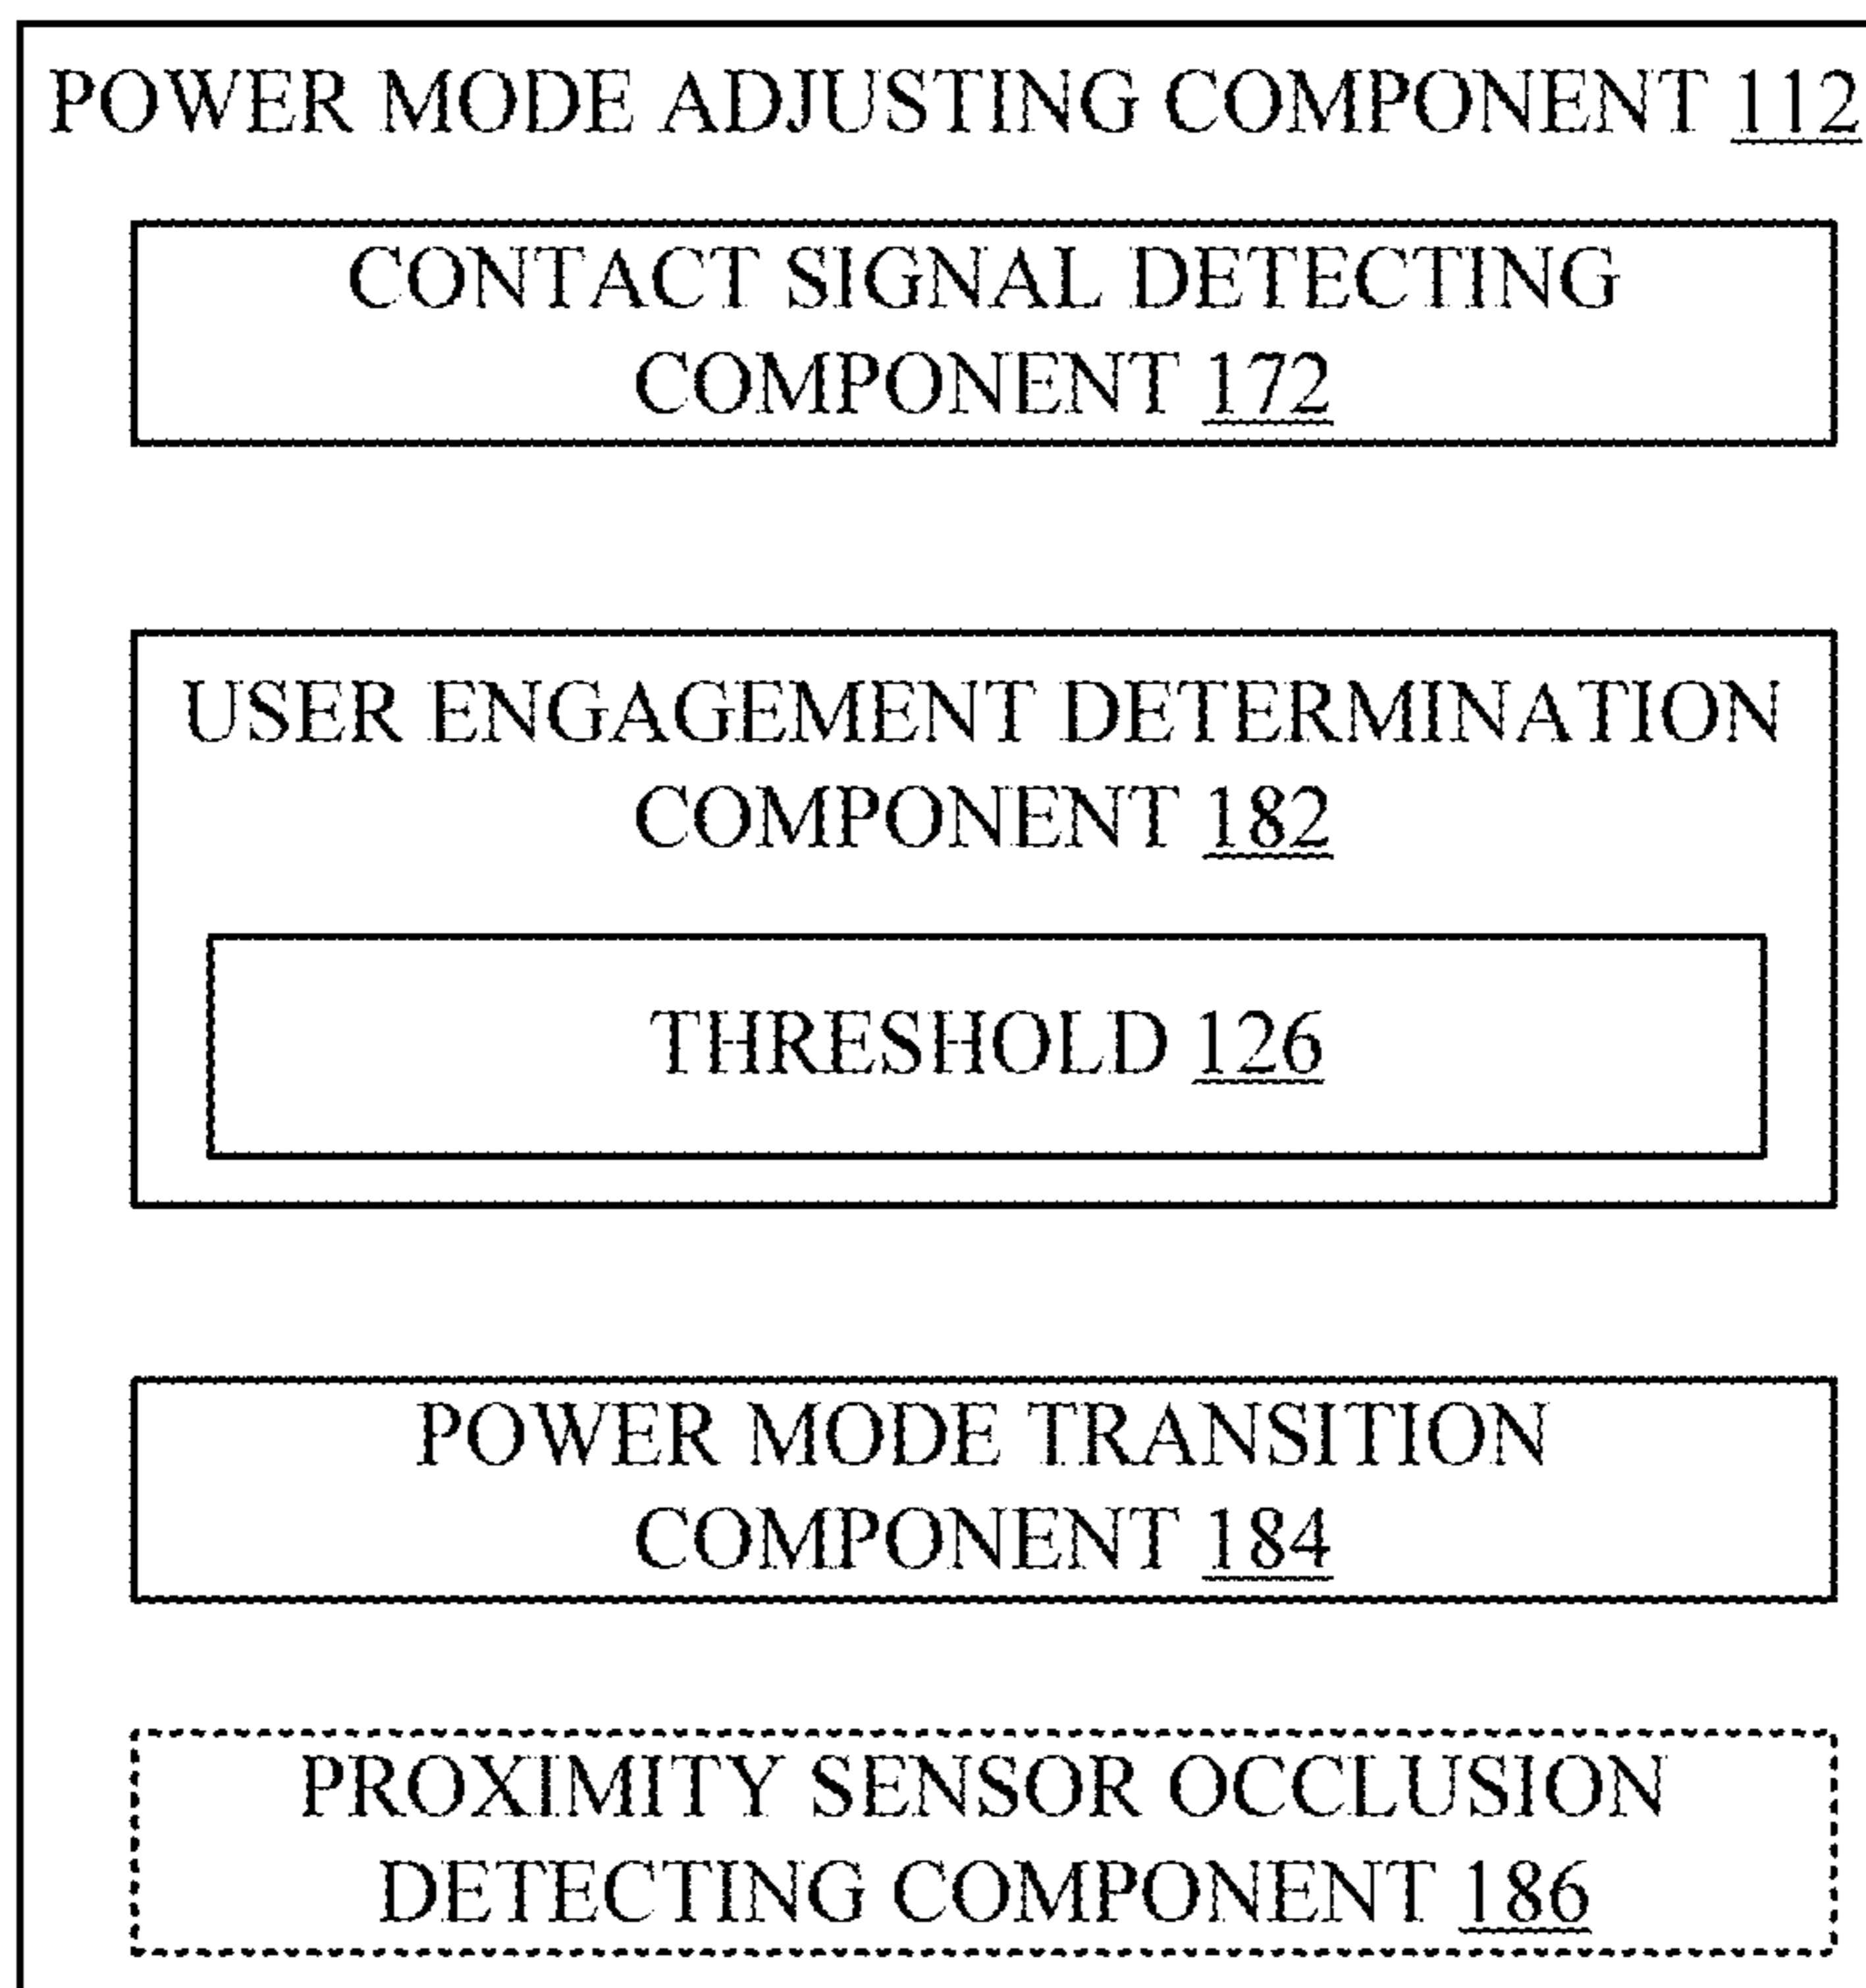 POWER MODE ADJUSTING COMPONENT 112
CONTACT SIGNAL DETECTING
COMPONENT 172
USER ENGAGEMENT DETERMINATION
COMPONENT 182
THRESHOLD 126
POWER MODE TRANSITION
COMPONENT 184
PROXIMITY SENSOR OCCLUSION
DETECTING COMPONENT 186